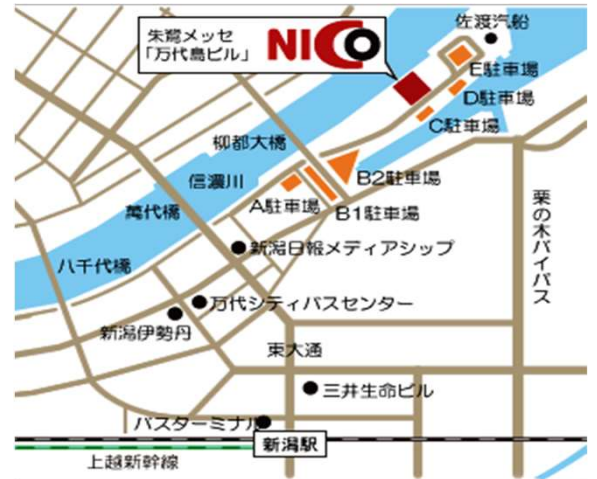 朱鷺メッセ
「万代島ビル」
NICO
佐渡汽船
E駐車場
D駐車場
C駐車場
柳都大橋
信濃川
B2駐車場
A駐車場
B1駐車場
萬代橋
栗の木バイパス
新潟日報メディアシップ
八千代橋
万代シティバスセンター
新潟伊勢丹
東大通
三井生命ビル
バスターミナル
新潟駅
上越新幹線